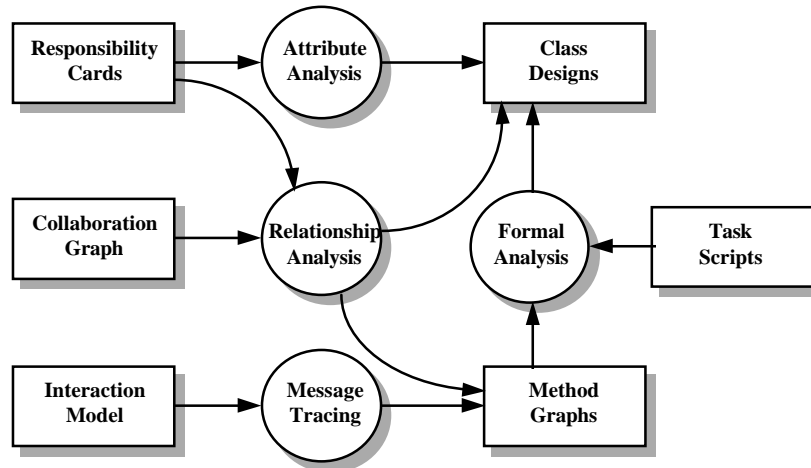 Responsibility
Cards
Attribute
Analysis
Class
Designs
Collaboration
Graph
Relationship
Analysis
Formal
Analysis
Task
Scripts
Interaction
Model
Message
Tracing
Method
Graphs